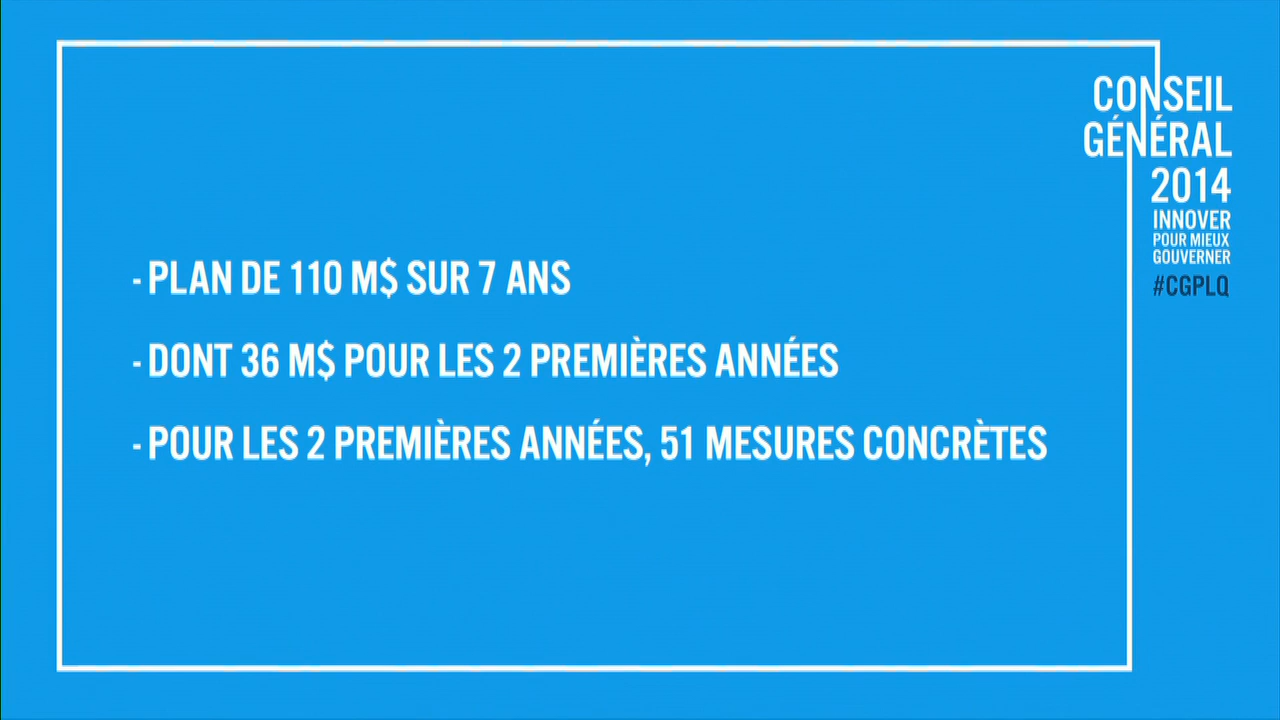 CONSEIL
GÉNÉRAL
2014
INNOVER
POUR MIEUX
GOUVERNER
#CGPLQ
- PLAN DE 110 M$ SUR 7 ANS
- DONT 36 M$ POUR LES 2 PREMIÈRES ANNÉES
- POUR LES 2 PREMIÈRES ANNÉES, 51 MESURES CONCRÈTES